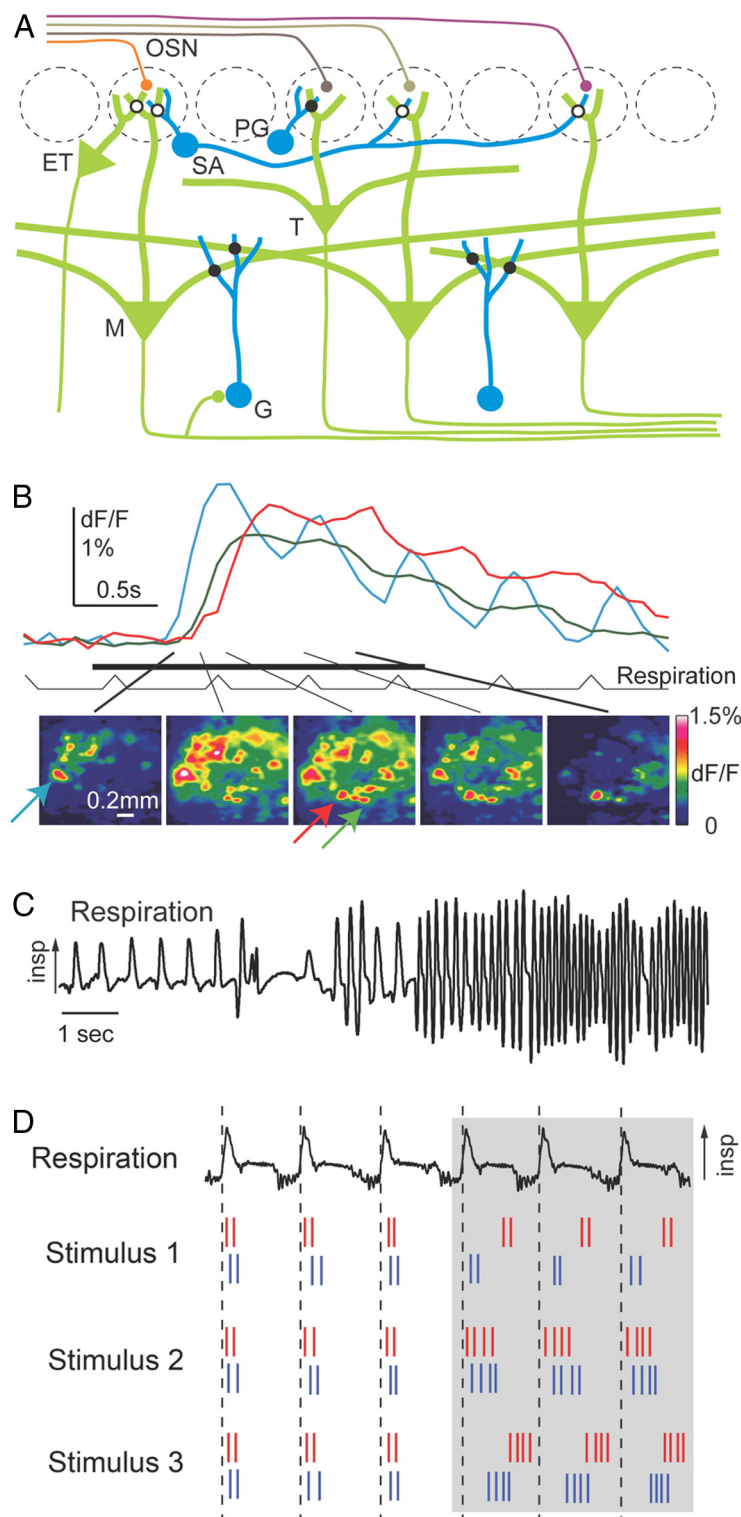 A
OSN
ET
PG
SA
T
M
G
B
dF/F
1%
0.5s
Respiration
0.2mm
1.5%
dF/F
0
C
Respiration
insp
1 sec
D
Respiration
insp
Stimulus 1
Stimulus 2
Stimulus 3